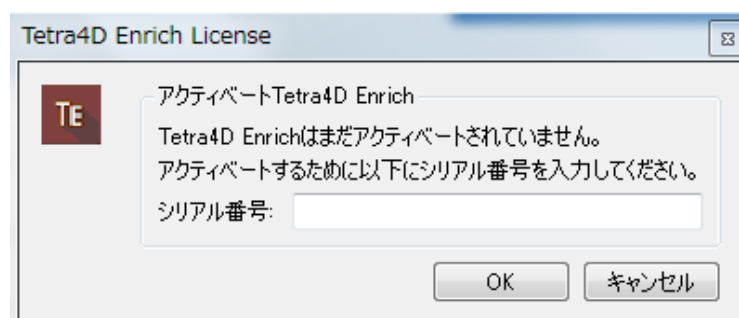 Tetra4D Enrich License
TE
アクティベートTetra4D Enrich
Tetra4D Enrichはまだアクティベートされていません。
アクティベートするために以下にシリアル番号を入力してください。
シリアル番号:
OK キャンセル